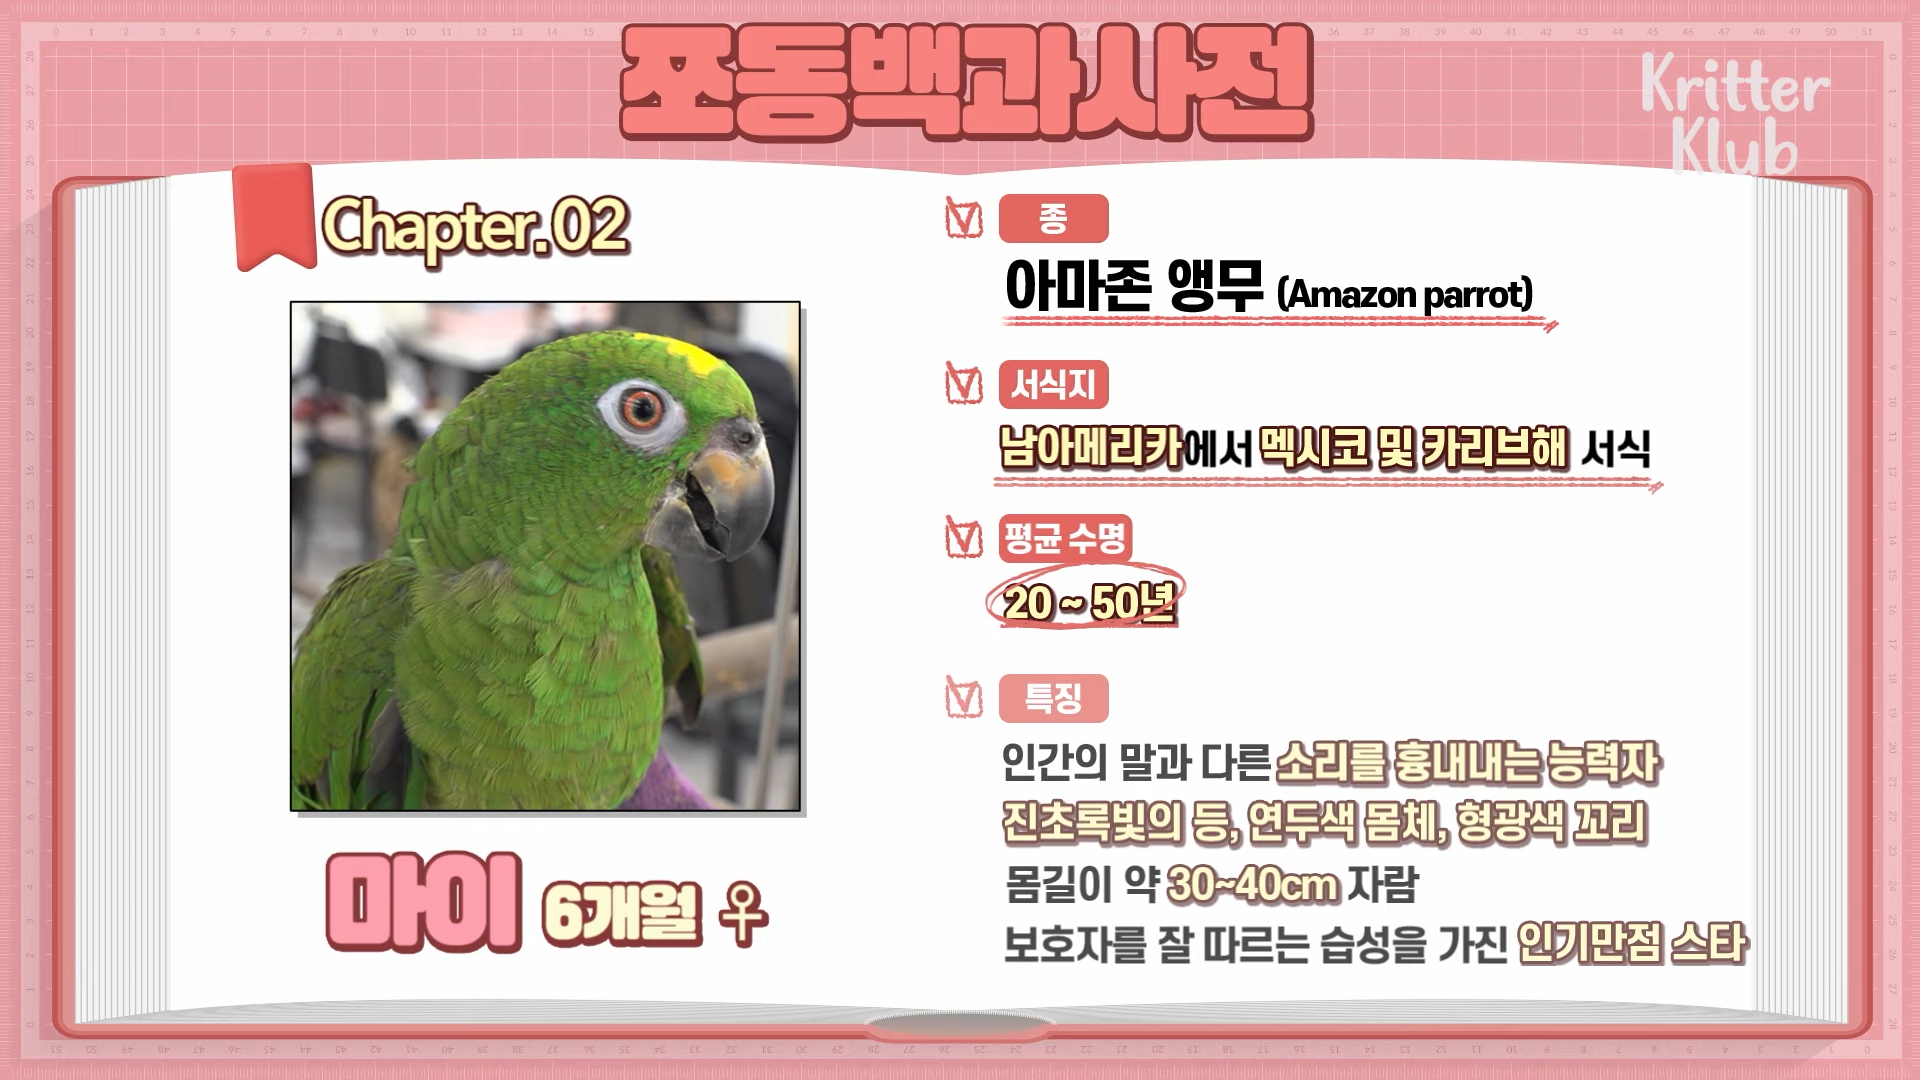 쪼동백과사전
Kritter
Klub
Chapter.02
마이 6개월 ♀
종
아마존 앵무 (Amazon parrot)
서식지
남아메리카에서 멕시코 및 카리브해 서식
평균 수명
20 ~ 50년
특징
인간의 말과 다른 소리를 흉내내는 능력자
진초록빛의 등, 연두색 몸체, 형광색 꼬리
몸길이 약 30~40cm 자람
보호자를 잘 따르는 습성을 가진 인기만점 스타